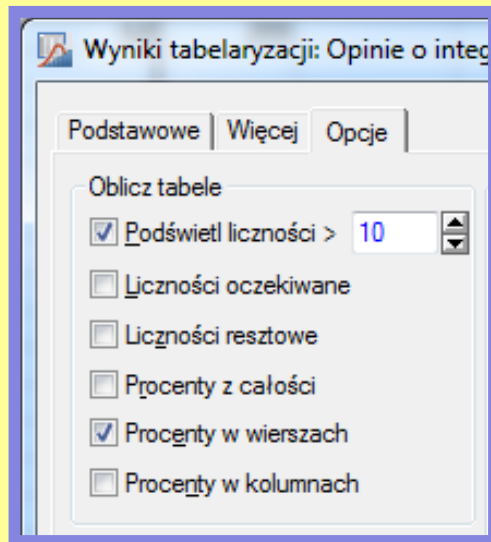 Wyniki tabelaryzacji: Opinie o integ
Podstawowe Więcej Opcje
Oblicz tabele
Podświetl liczności > 10
Liczności oczekiwane
Liczności resztowe
Procenty z całości
Procenty w wierszach
Procenty w kolumnach